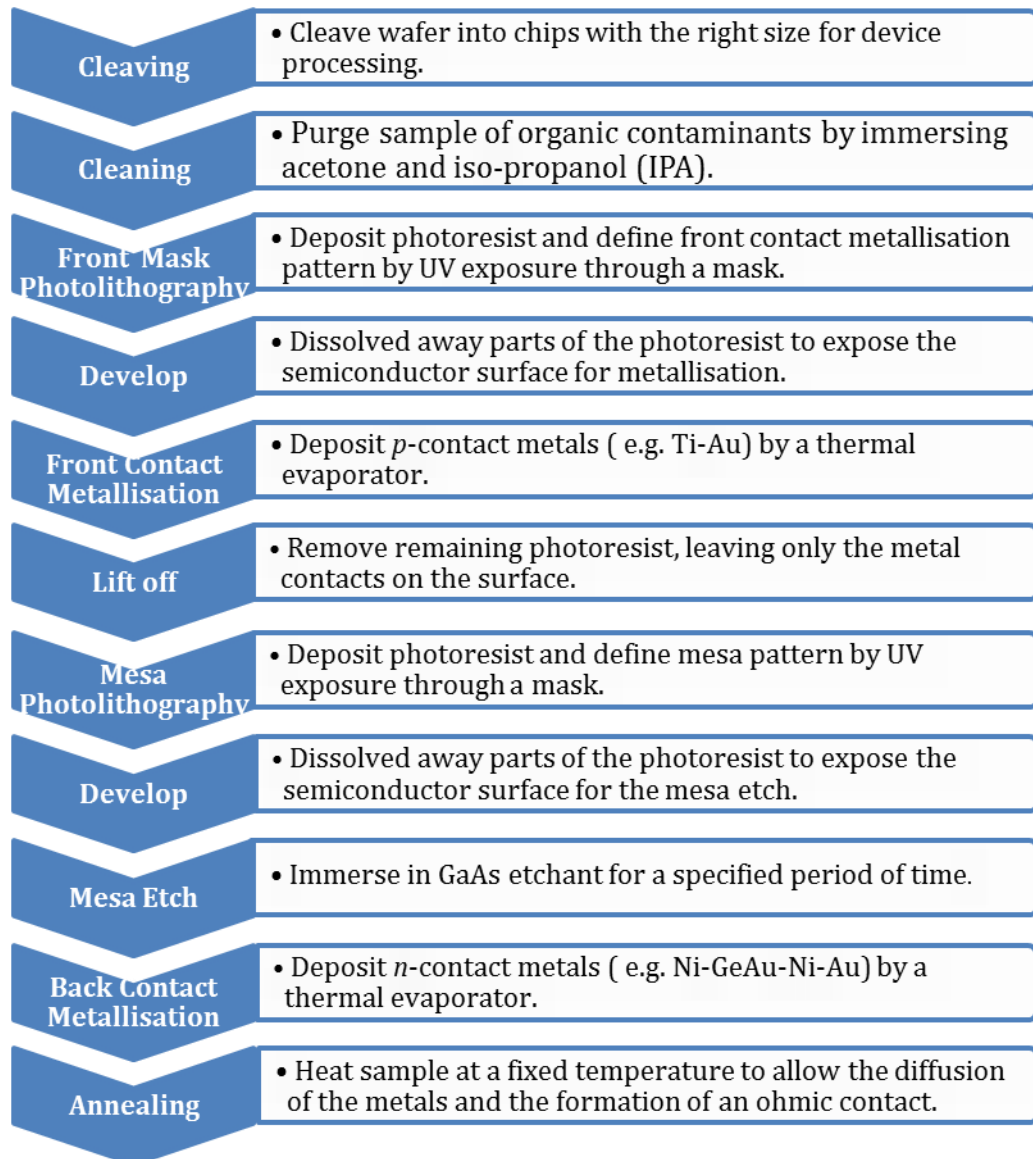 Cleaving
• Cleave wafer into chips with the right size for device
processing.
Cleaning
• Purge sample of organic contaminants by immersing
acetone and iso-propanol (IPA).
Front Mask
Photolithography
• Deposit photoresist and define front contact metallisation
pattern by UV exposure through a mask.
Develop
• Dissolved away parts of the photoresist to expose the
semiconductor surface for metallisation.
Front Contact
Metallisation
• Deposit p-contact metals ( e.g. Ti-Au) by a thermal
evaporator.
Lift off
• Remove remaining photoresist, leaving only the metal
contacts on the surface.
Mesa
Photolithography
• Deposit photoresist and define mesa pattern by UV
exposure through a mask.
Develop
• Dissolved away parts of the photoresist to expose the
semiconductor surface for the mesa etch.
Mesa Etch
• Immerse in GaAs etchant for a specified period of time.
Back Contact
Metallisation
• Deposit n-contact metals ( e.g. Ni-GeAu-Ni-Au) by a
thermal evaporator.
Annealing
• Heat sample at a fixed temperature to allow the diffusion
of the metals and the formation of an ohmic contact.